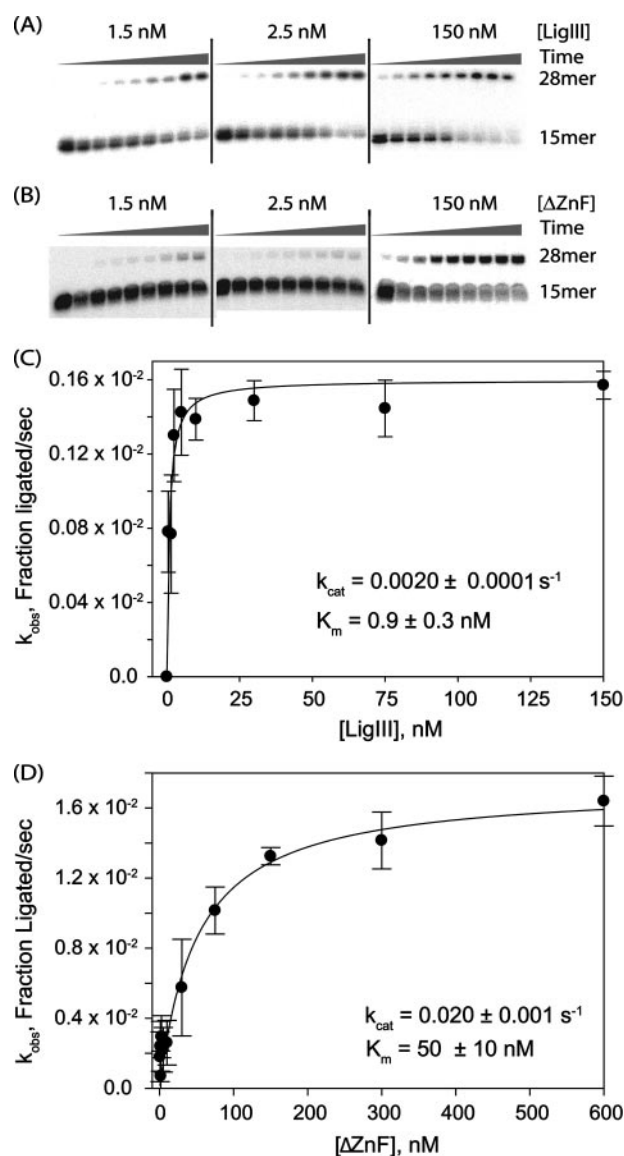 (A) 1.5 nM 2.5 nM 150 nM [LigIII]
Time
28mer
15mer
(B) 1.5 nM 2.5 nM 150 nM [ΔZnF]
Time
28mer
15mer
(C)
0.16 x 10⁻²
0.12 x 10⁻²
0.08 x 10⁻²
0.04 x 10⁻²
0.0
k_obs, Fraction ligated/sec
k_cat = 0.0020 ± 0.0001 s⁻¹
K_m = 0.9 ± 0.3 nM
0 25 50 75 100 125 150
[LigIII], nM
(D)
1.6 x 10⁻²
1.2 x 10⁻²
0.8 x 10⁻²
0.4 x 10⁻²
0.0
k_obs, Fraction Ligated/sec
k_cat = 0.020 ± 0.001 s⁻¹
K_m = 50 ± 10 nM
0 100 200 300 400 500 600
[ΔZnF], nM